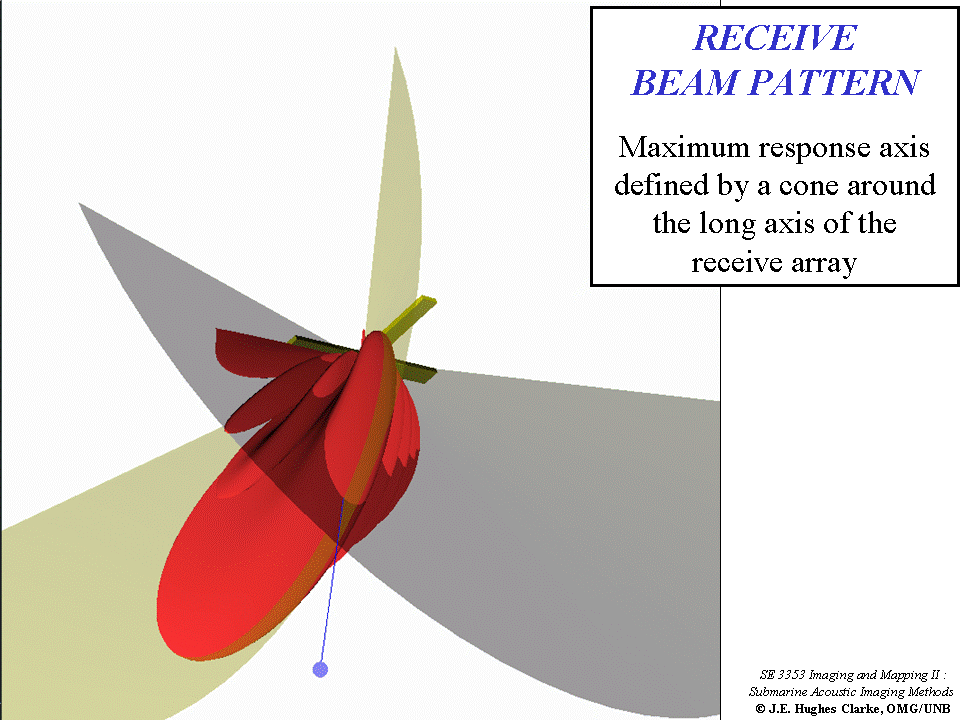 RECEIVE
BEAM PATTERN
Maximum response axis
defined by a cone around
the long axis of the
receive array
SE 3353 Imaging and Mapping II :
Submarine Acoustic Imaging Methods
© J.E. Hughes Clarke, OMG/UNB